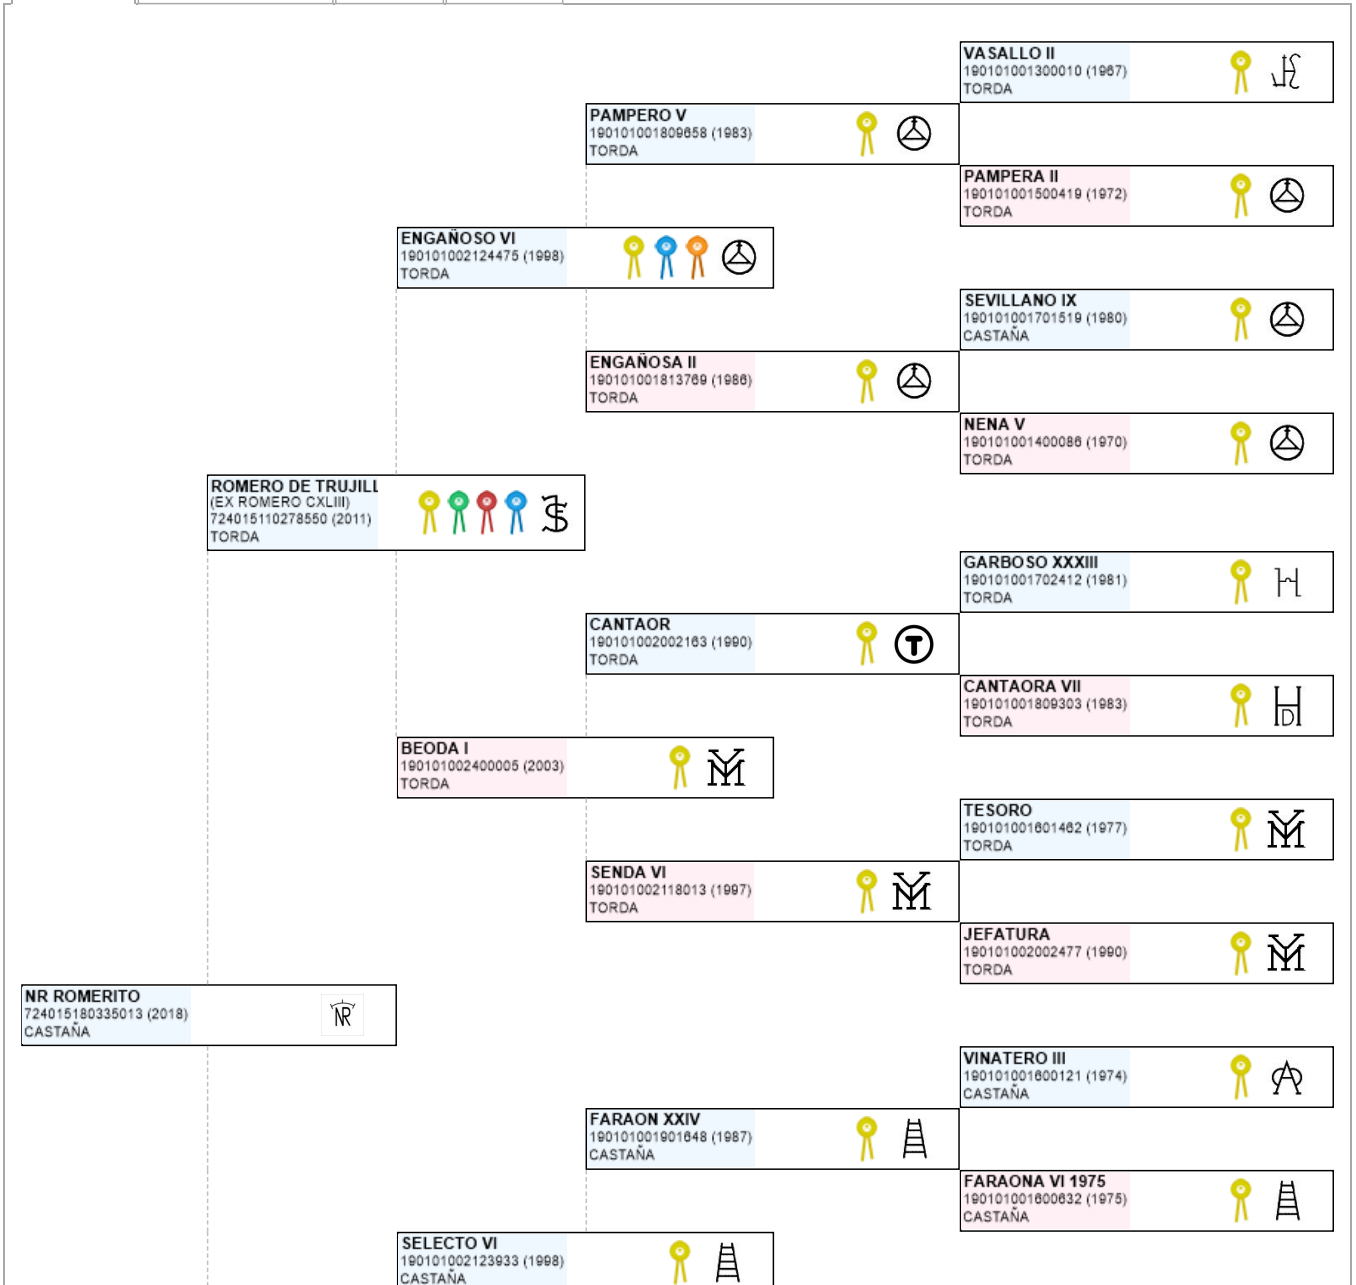 VASALLO II
190101001300010 (1967)
TORDA
PAMPERO V
190101001809658 (1983)
TORDA
PAMPERA II
190101001500419 (1972)
TORDA
ENGAÑOSO VI
190101002124475 (1998)
TORDA
SEVILLANO IX
190101001701519 (1980)
CASTAÑA
ENGAÑOSA II
190101001813769 (1986)
TORDA
NENA V
190101001400086 (1970)
TORDA
ROMERO DE TRUJILL
(EX ROMERO CXLIII)
724015110278550 (2011)
TORDA
GARBOSO XXXIII
190101001702412 (1981)
TORDA
CANTAOR
190101002002163 (1990)
TORDA
T
CANTAORA VII
190101001809303 (1983)
TORDA
BEODA I
190101002400005 (2003)
TORDA
TESORO
190101001601462 (1977)
TORDA
SENDA VI
190101002118013 (1997)
TORDA
JEFATURA
190101002002477 (1990)
TORDA
NR ROMERITO
724015180335013 (2018)
CASTAÑA
NR
VINATERO III
190101001600121 (1974)
CASTAÑA
FARAON XXIV
190101001901648 (1987)
CASTAÑA
FARAONA VI 1975
190101001600632 (1975)
CASTAÑA
SELECTO VI
190101002123933 (1998)
CASTAÑA